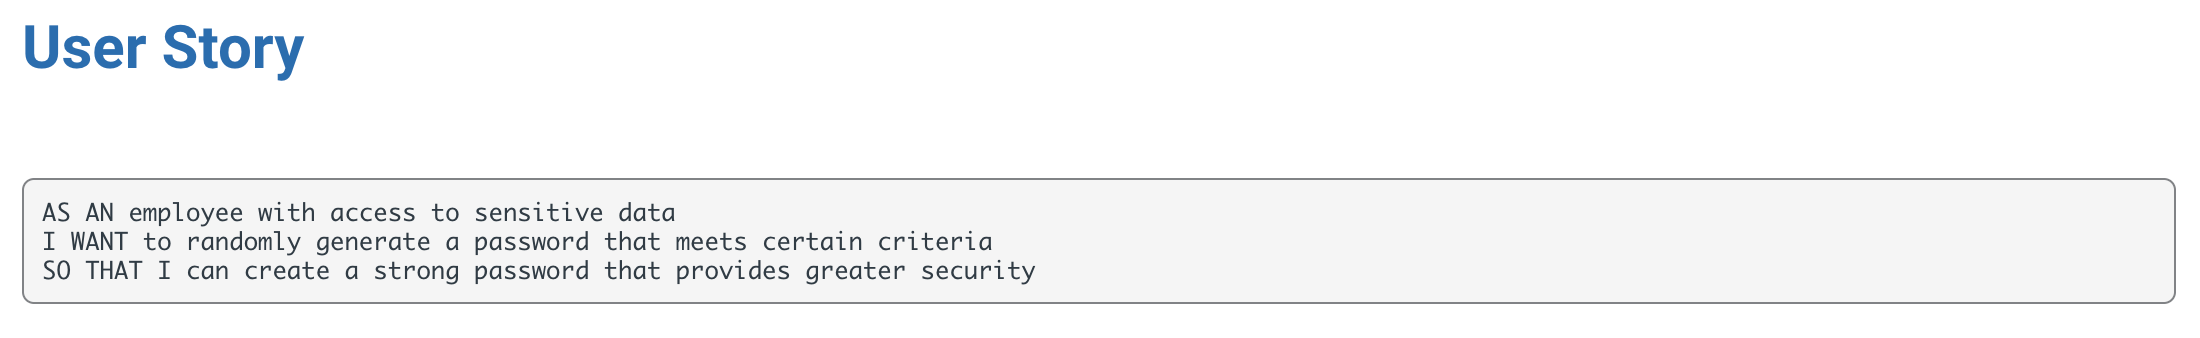 User Story
AS AN employee with access to sensitive data
I WANT to randomly generate a password that meets certain criteria
SO THAT I can create a strong password that provides greater security